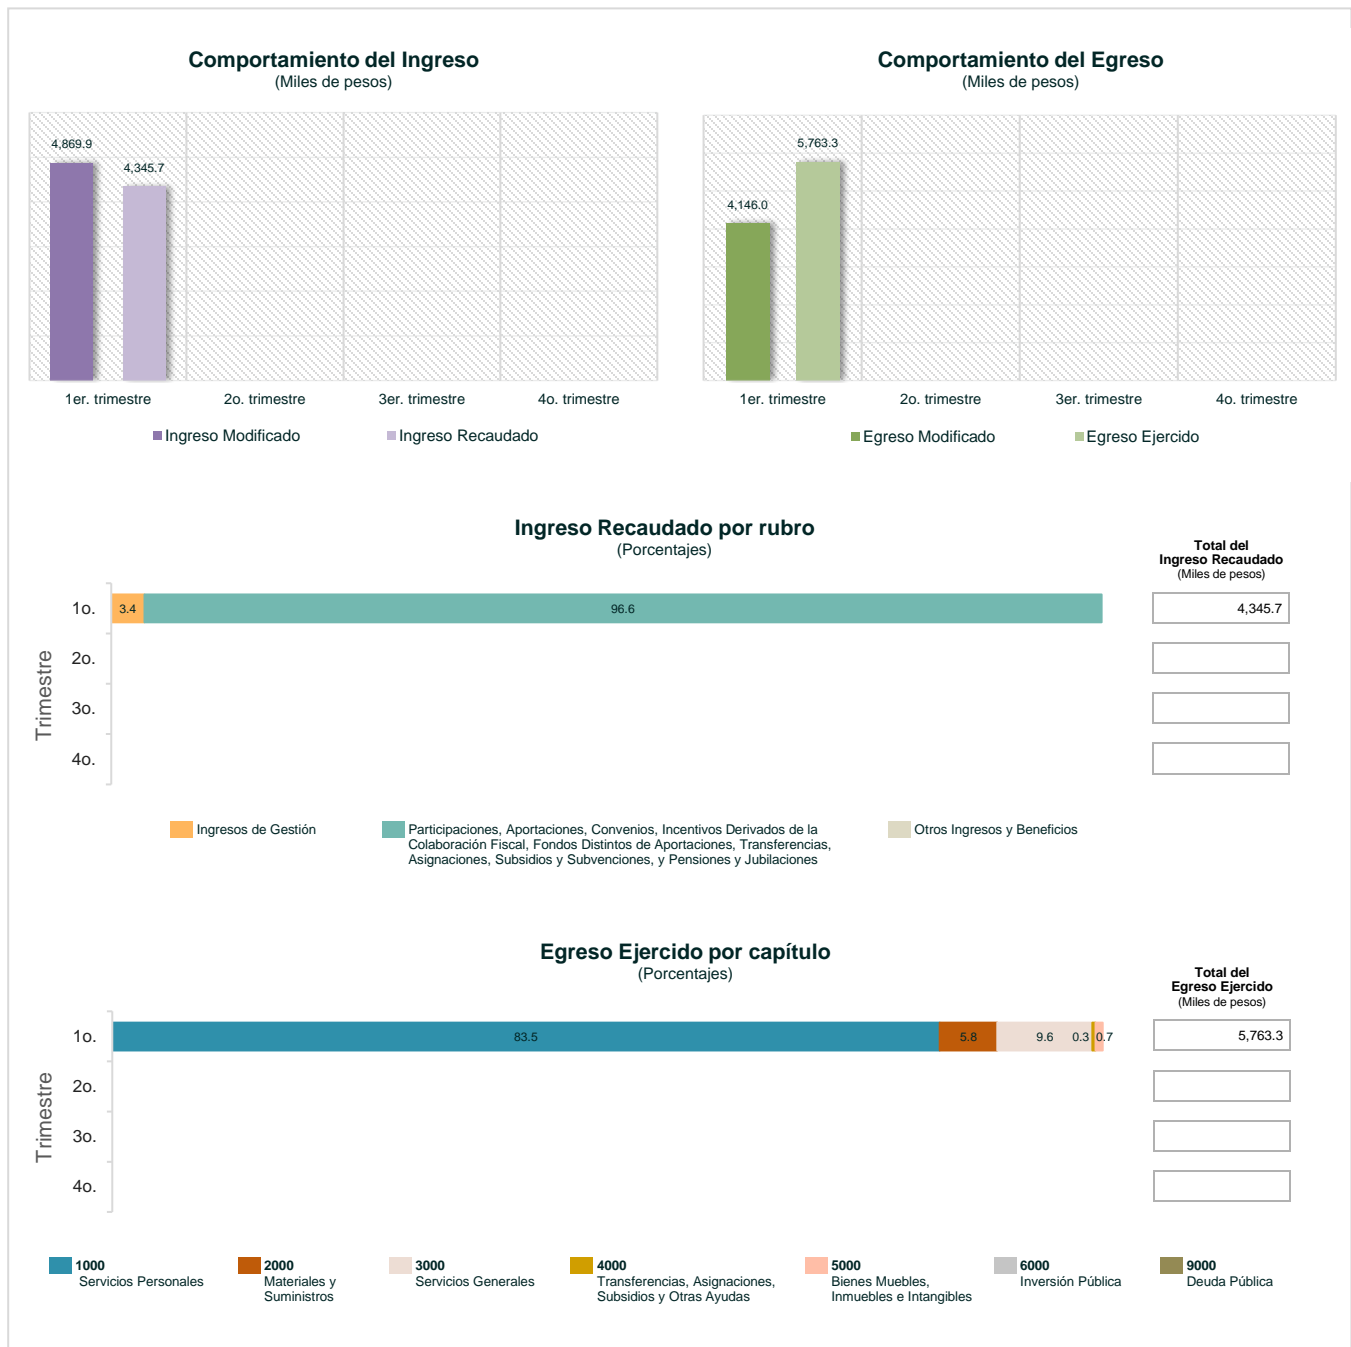 Comportamiento del Ingreso
(Miles de pesos)
4,869.9
4,345.7
1er. trimestre
2o. trimestre
3er. trimestre
4o. trimestre
Ingreso Modificado
Ingreso Recaudado
Comportamiento del Egreso
(Miles de pesos)
4,146.0
5,763.3
1er. trimestre
2o. trimestre
3er. trimestre
4o. trimestre
Egreso Modificado
Egreso Ejercido
Ingreso Recaudado por rubro
(Porcentajes)
Total del
Ingreso Recaudado
(Miles de pesos)
Trimestre
1o.
3.4
96.6
4,345.7
2o.
3o.
4o.
Ingresos de Gestión
Participaciones, Aportaciones, Convenios, Incentivos Derivados de la
Colaboración Fiscal, Fondos Distintos de Aportaciones, Transferencias,
Asignaciones, Subsidios y Subvenciones, y Pensiones y Jubilaciones
Otros Ingresos y Beneficios
Egreso Ejercido por capítulo
(Porcentajes)
Total del
Egreso Ejercido
(Miles de pesos)
Trimestre
1o.
83.5
5.8
9.6
0.3
0.7
5,763.3
2o.
3o.
4o.
1000
Servicios Personales
2000
Materiales y
Suministros
3000
Servicios Generales
4000
Transferencias, Asignaciones,
Subsidios y Otras Ayudas
5000
Bienes Muebles,
Inmuebles e Intangibles
6000
Inversión Pública
9000
Deuda Pública